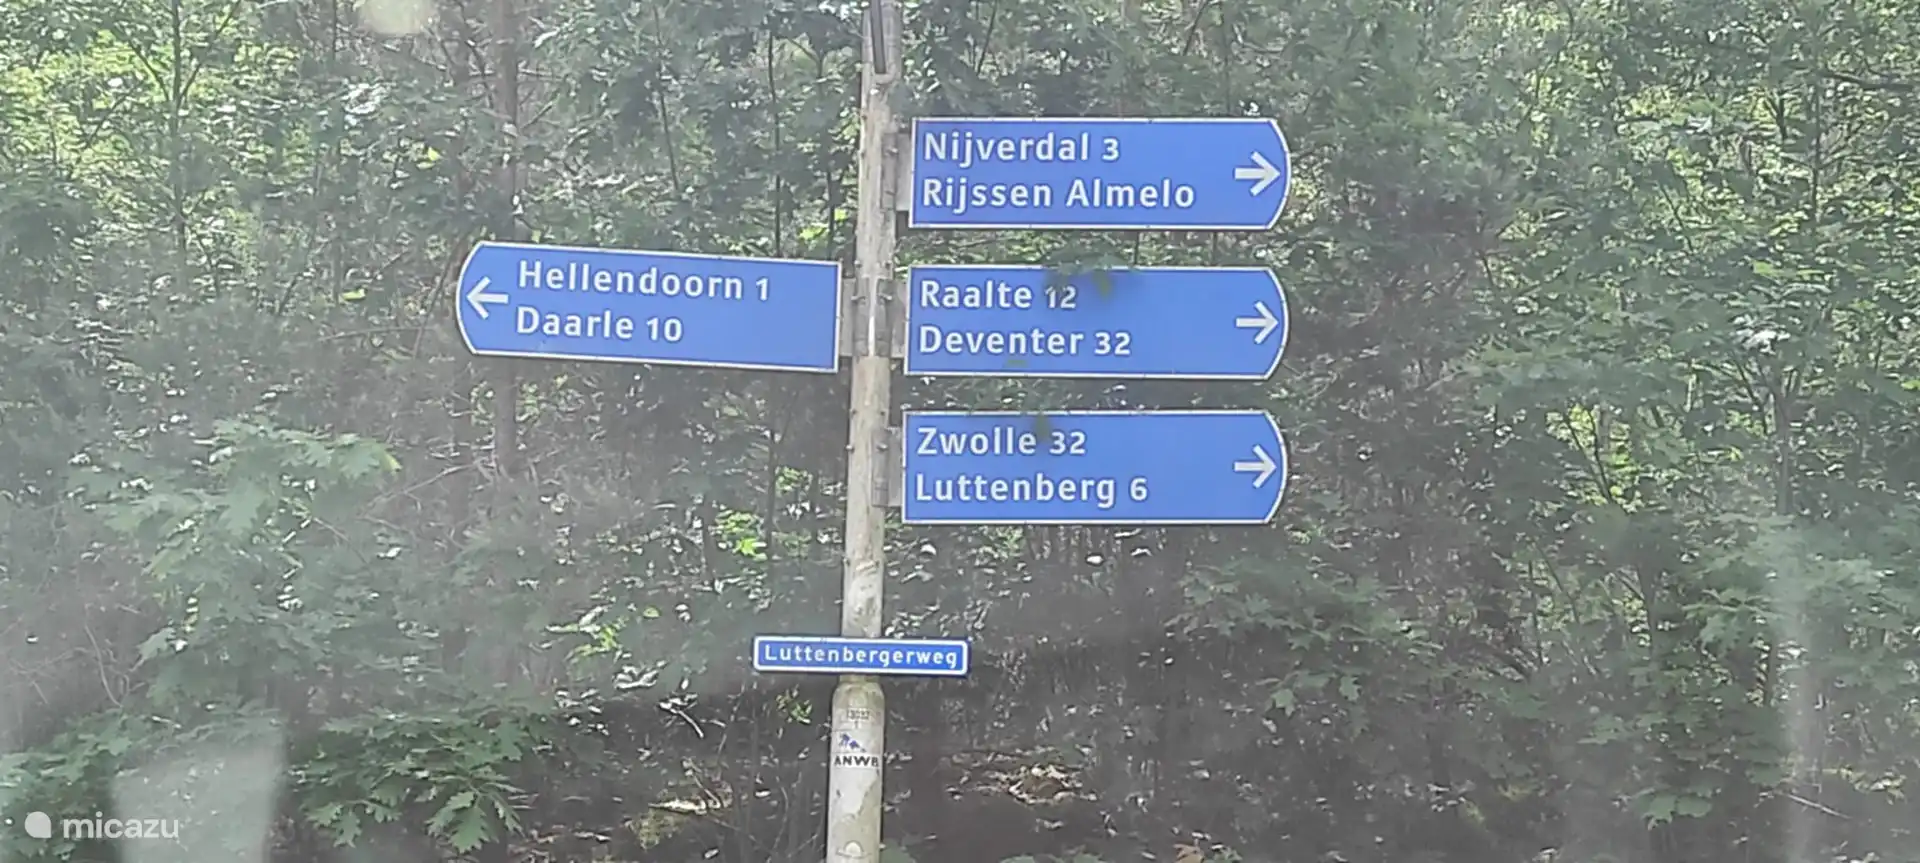 Nijverdal 3
Rijssen Almelo
Hellendoorn 1
Daarle 10
Raalte 12
Deventer 32
Zwolle 32
Luttenberg 6
Luttenbergerweg
ANWB
micazu